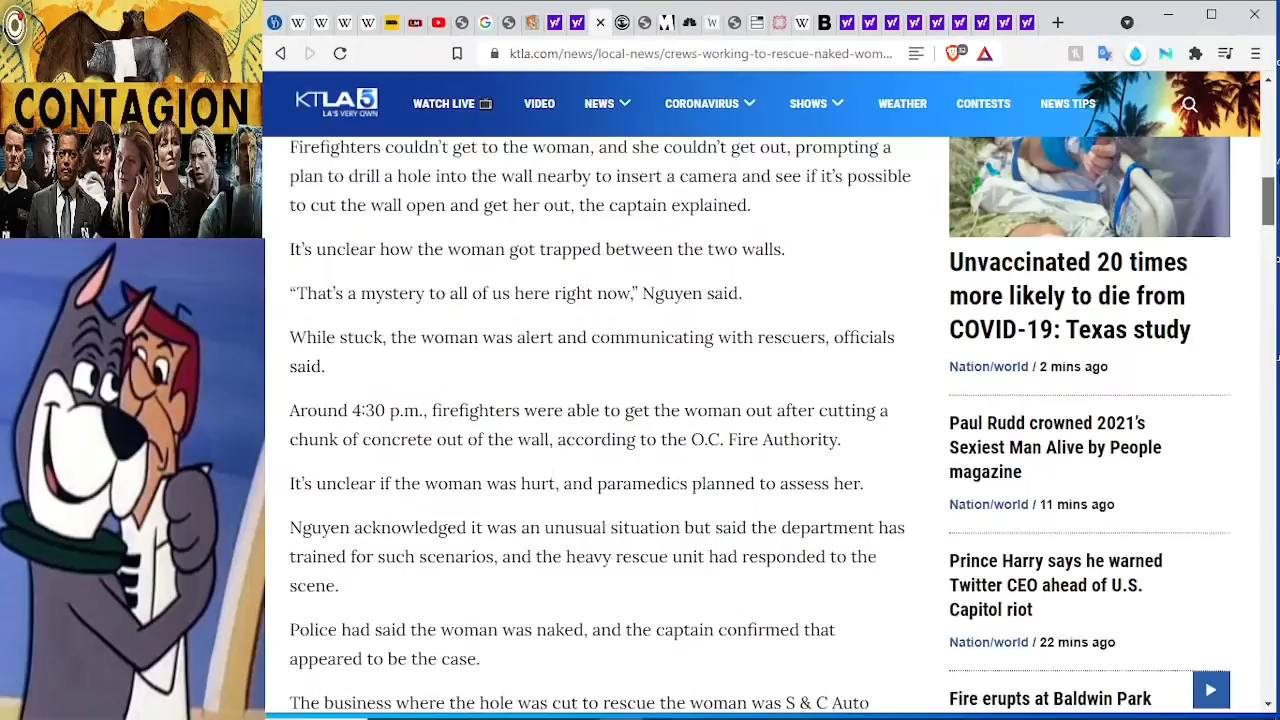 CONTAGION
ktla.com/news/local-news/crews-working-to-rescue-naked-wom...
KTLA 5
LA'S VERY OWN
WATCH LIVE
VIDEO
NEWS
CORONAVIRUS
SHOWS
WEATHER
CONTESTS
NEWS TIPS
Firefighters couldn’t get to the woman, and she couldn’t get out, prompting a
plan to drill a hole into the wall nearby to insert a camera and see if it’s possible
to cut the wall open and get her out, the captain explained.
It’s unclear how the woman got trapped between the two walls.
“That’s a mystery to all of us here right now,” Nguyen said.
While stuck, the woman was alert and communicating with rescuers, officials
said.
Around 4:30 p.m., firefighters were able to get the woman out after cutting a
chunk of concrete out of the wall, according to the O.C. Fire Authority.
It’s unclear if the woman was hurt, and paramedics planned to assess her.
Nguyen acknowledged it was an unusual situation but said the department has
trained for such scenarios, and the heavy rescue unit had responded to the
scene.
Police had said the woman was naked, and the captain confirmed that
appeared to be the case.
The business where the hole was cut to rescue the woman was S & C Auto
Unvaccinated 20 times
more likely to die from
COVID-19: Texas study
Nation/world / 2 mins ago
Paul Rudd crowned 2021’s
Sexiest Man Alive by People
magazine
Nation/world / 11 mins ago
Prince Harry says he warned
Twitter CEO ahead of U.S.
Capitol riot
Nation/world / 22 mins ago
Fire erupts at Baldwin Park